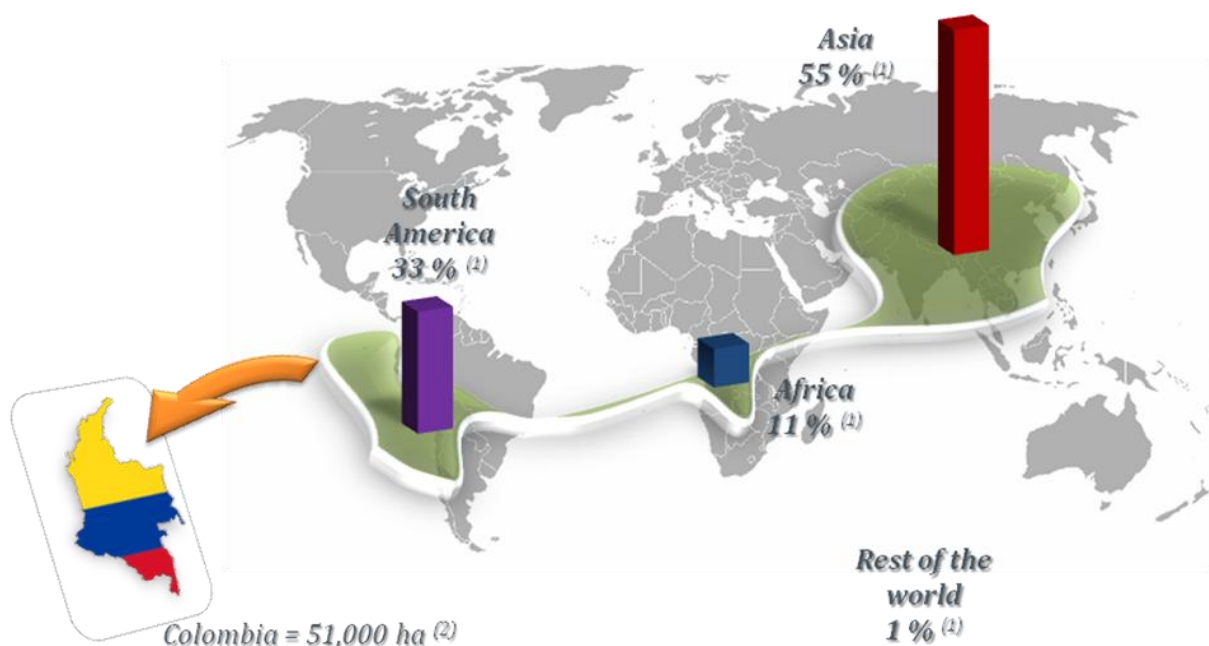 Asia
55 % (1)
South
America
33 % (1)
Africa
11 % (1)
Rest of the
world
1 % (1)
Colombia = 51,000 ha (2)